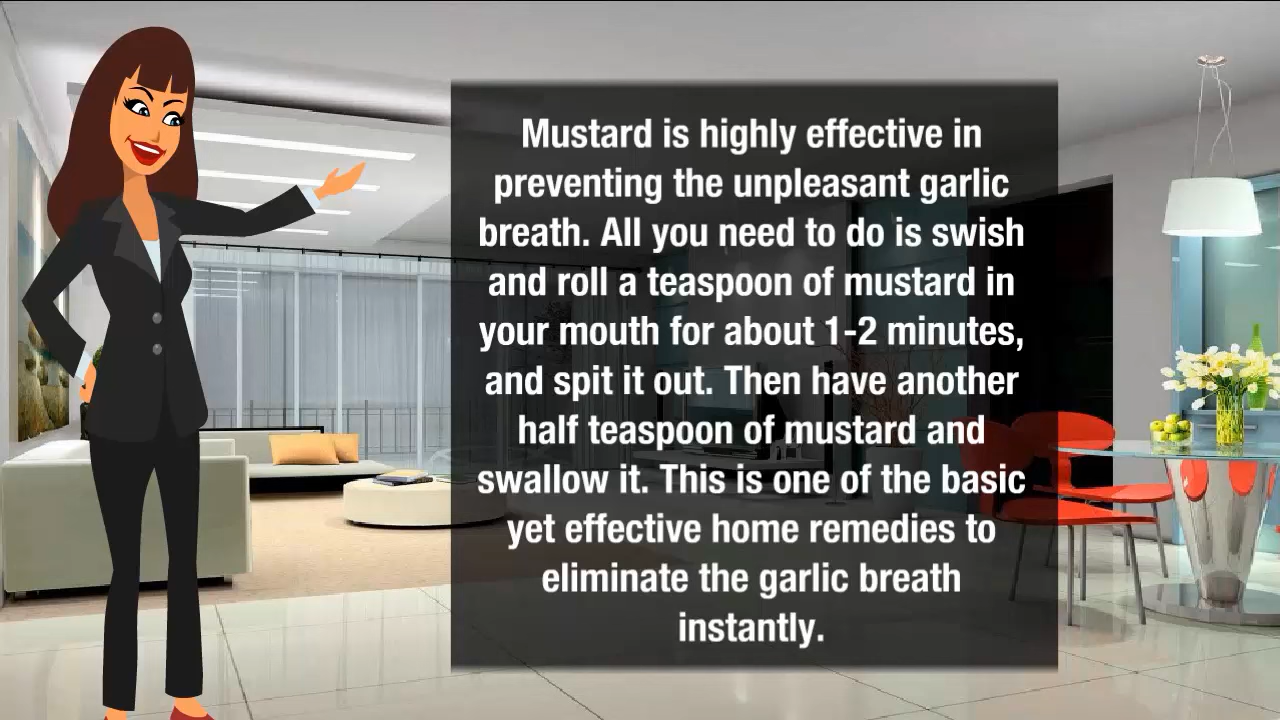 Mustard is highly effective in
preventing the unpleasant garlic
breath. All you need to do is swish
and roll a teaspoon of mustard in
your mouth for about 1-2 minutes,
and spit it out. Then have another
half teaspoon of mustard and
swallow it. This is one of the basic
yet effective home remedies to
eliminate the garlic breath
instantly.